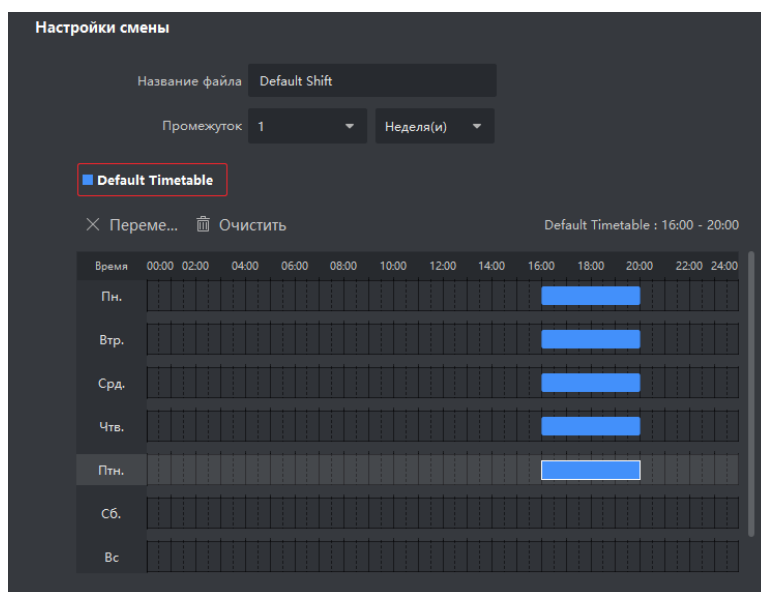 Настройки смены
Название файла Default Shift
Промежуток 1 Неделя(и)
Default Timetable
Переме... Очистить Default Timetable : 16:00 - 20:00
Время 00:00 02:00 04:00 06:00 08:00 10:00 12:00 14:00 16:00 18:00 20:00 22:00 24:00
Пн.
Втр.
Срд.
Чтв.
Птн.
Сб.
Вс